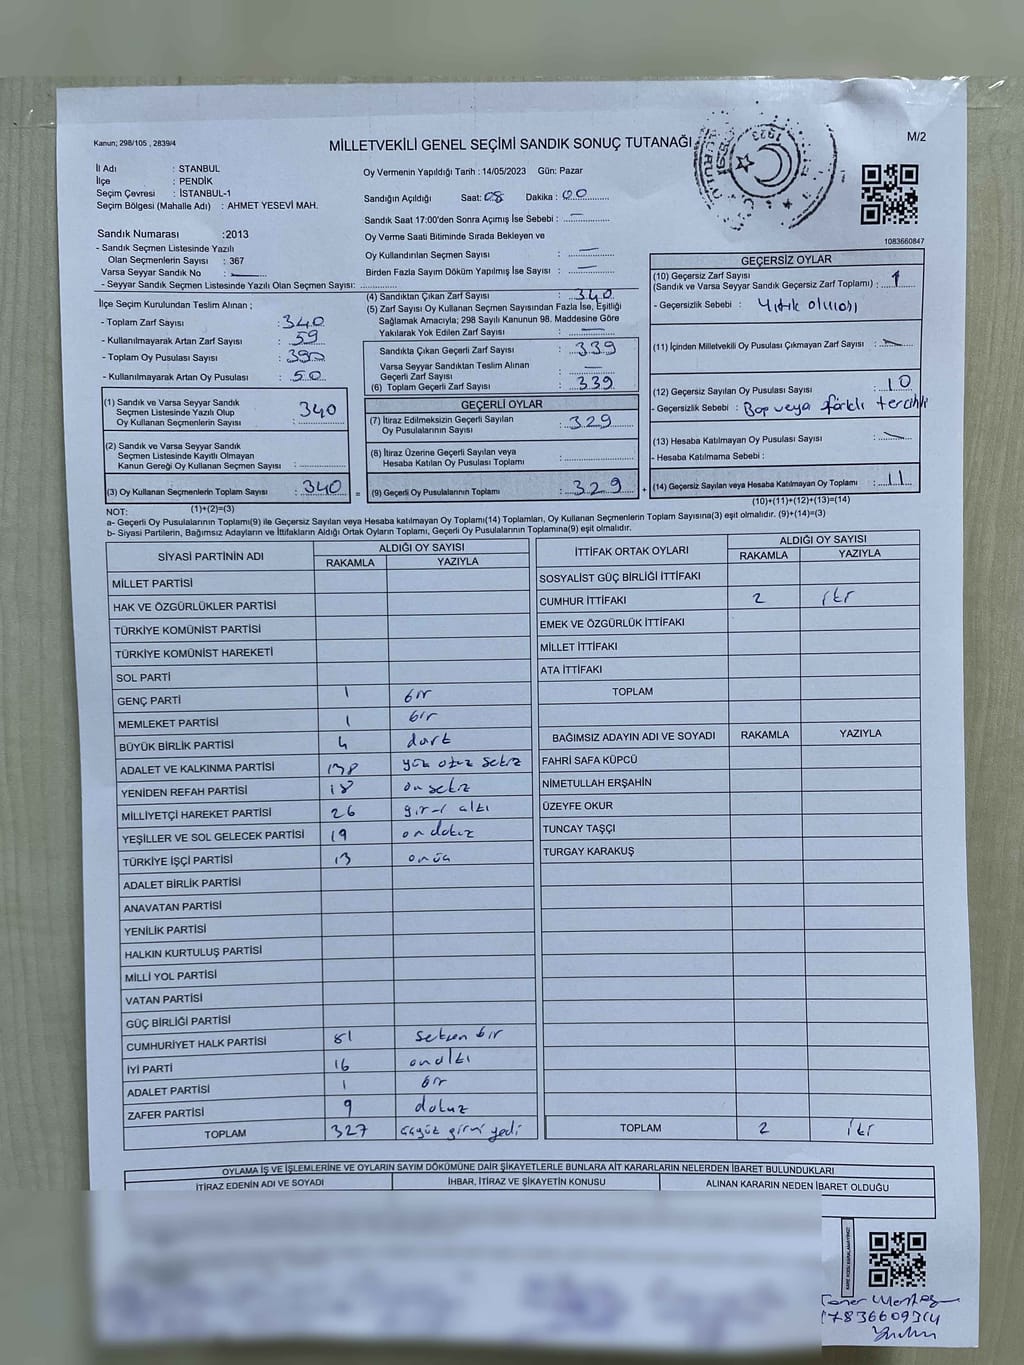 Kanun; 298/105 , 2839/4
MİLLETVEKİLİ GENEL SEÇİMİ SANDIK SONUÇ TUTANAĞI
M/2
İl Adı : STANBUL
İlçe : PENDİK
Seçim Çevresi : İSTANBUL-1
Seçim Bölgesi (Mahalle Adı) : AHMET YESEVİ MAH.
Oy Vermenin Yapıldığı Tarih : 14/05/2023 Gün: Pazar
Sandığın Açıldığı Saat: 08 Dakika : 00
Sandık Saat 17:00'den Sonra Açımış İse Sebebi : —
Oy Verme Saati Bitiminde Sırada Bekleyen ve
Oy Kullandırılan Seçmen Sayısı : —
Birden Fazla Sayım Döküm Yapılmış İse Sayısı : —
1083660847
Sandık Numarası :2013
- Sandık Seçmen Listesinde Yazılı
Olan Seçmenlerin Sayısı : 367
Varsa Seyyar Sandık No : —
- Seyyar Sandık Seçmen Listesinde Yazılı Olan Seçmen Sayısı:
İlçe Seçim Kurulundan Teslim Alınan ;
- Toplam Zarf Sayısı : 340
- Kullanılmayarak Artan Zarf Sayısı : 59
- Toplam Oy Pusulası Sayısı : 390
- Kullanılmayarak Artan Oy Pusulası : 50
(1) Sandık ve Varsa Seyyar Sandık
Seçmen Listesinde Yazılı Olup
Oy Kullanan Seçmenlerin Sayısı : 340
(2) Sandık ve Varsa Seyyar Sandık
Seçmen Listesinde Kayıtlı Olmayan
Kanun Gereği Oy Kullanan Seçmen Sayısı :
(3) Oy Kullanan Seçmenlerin Toplam Sayısı : 340 =
(1)+(2)=(3)
(4) Sandıktan Çıkan Zarf Sayısı : 340
(5) Zarf Sayısı Oy Kullanan Seçmen Sayısından Fazla İse, Eşitliği
Sağlamak Amacıyla; 298 Sayılı Kanunun 98. Maddesine Göre
Yakılarak Yok Edilen Zarf Sayısı : —
Sandıkta Çıkan Geçerli Zarf Sayısı : 339
Varsa Seyyar Sandıktan Teslim Alınan
Geçerli Zarf Sayısı : —
(6) Toplam Geçerli Zarf Sayısı : 339
GEÇERLİ OYLAR
(7) İtiraz Edilmeksizin Geçerli Sayılan
Oy Pusulalarının Sayısı : 329
(8) İtiraz Üzerine Geçerli Sayılan veya
Hesaba Katılan Oy Pusulası Toplamı :
(9) Geçerli Oy Pusulalarının Toplamı : 329 +
GEÇERSİZ OYLAR
(10) Geçersiz Zarf Sayısı
(Sandık ve Varsa Seyyar Sandık Geçersiz Zarf Toplamı) : 1
- Geçersizlik Sebebi : Yırtık olması
(11) İçinden Milletvekili Oy Pusulası Çıkmayan Zarf Sayısı : —
(12) Geçersiz Sayılan Oy Pusulası Sayısı : 10
- Geçersizlik Sebebi : Boş veya farklı tercihli
(13) Hesaba Katılmayan Oy Pusulası Sayısı : —
- Hesaba Katılmama Sebebi :
(14) Geçersiz Sayılan veya Hesaba Katılmayan Oy Toplamı : 11
(10)+(11)+(12)+(13)=(14)
NOT:
a- Geçerli Oy Pusulalarının Toplamı(9) ile Geçersiz Sayılan veya Hesaba katılmayan Oy Toplamı(14) Toplamları, Oy Kullanan Seçmenlerin Toplam Sayısına(3) eşit olmalıdır. (9)+(14)=(3)
b- Siyasi Partilerin, Bağımsız Adayların ve İttifakların Aldığı Ortak Oyların Toplamı, Geçerli Oy Pusulalarının Toplamına(9) eşit olmalıdır.
SİYASİ PARTİNİN ADI ALDIĞI OY SAYISI
RAKAMLA YAZIYLA
MİLLET PARTİSİ
HAK VE ÖZGÜRLÜKLER PARTİSİ
TÜRKİYE KOMÜNİST PARTİSİ
TÜRKİYE KOMÜNİST HAREKETİ
SOL PARTİ
GENÇ PARTİ 1 bir
MEMLEKET PARTİSİ 1 bir
BÜYÜK BİRLİK PARTİSİ 4 dört
ADALET VE KALKINMA PARTİSİ 138 yüz otuz sekiz
YENİDEN REFAH PARTİSİ 18 on sekiz
MİLLİYETÇİ HAREKET PARTİSİ 26 yirmi altı
YEŞİLLER VE SOL GELECEK PARTİSİ 19 on dokuz
TÜRKİYE İŞÇİ PARTİSİ 13 onüç
ADALET BİRLİK PARTİSİ
ANAVATAN PARTİSİ
YENİLİK PARTİSİ
HALKIN KURTULUŞ PARTİSİ
MİLLİ YOL PARTİSİ
VATAN PARTİSİ
GÜÇ BİRLİĞİ PARTİSİ
CUMHURİYET HALK PARTİSİ 81 seksen bir
İYİ PARTİ 16 onaltı
ADALET PARTİSİ 1 bir
ZAFER PARTİSİ 9 dokuz
TOPLAM 327 üçyüz yirmi yedi
İTTİFAK ORTAK OYLARI ALDIĞI OY SAYISI
RAKAMLA YAZIYLA
SOSYALİST GÜÇ BİRLİĞİ İTTİFAKI
CUMHUR İTTİFAKI 2 iki
EMEK VE ÖZGÜRLÜK İTTİFAKI
MİLLET İTTİFAKI
ATA İTTİFAKI
TOPLAM
BAĞIMSIZ ADAYIN ADI VE SOYADI RAKAMLA YAZIYLA
FAHRİ SAFA KÜPCÜ
NİMETULLAH ERŞAHİN
ÜZEYFE OKUR
TUNCAY TAŞÇI
TURGAY KARAKUŞ
TOPLAM 2 iki
OYLAMA İŞ VE İŞLEMLERİNE VE OYLARIN SAYIM DÖKÜMÜNE DAİR ŞİKAYETLERLE BUNLARA AİT KARARLARIN NELERDEN İBARET BULUNDUKLARI
İTİRAZ EDENİN ADI VE SOYADI İHBAR, İTİRAZ VE ŞİKAYETİN KONUSU ALINAN KARARIN NEDEN İBARET OLDUĞU
17836609314